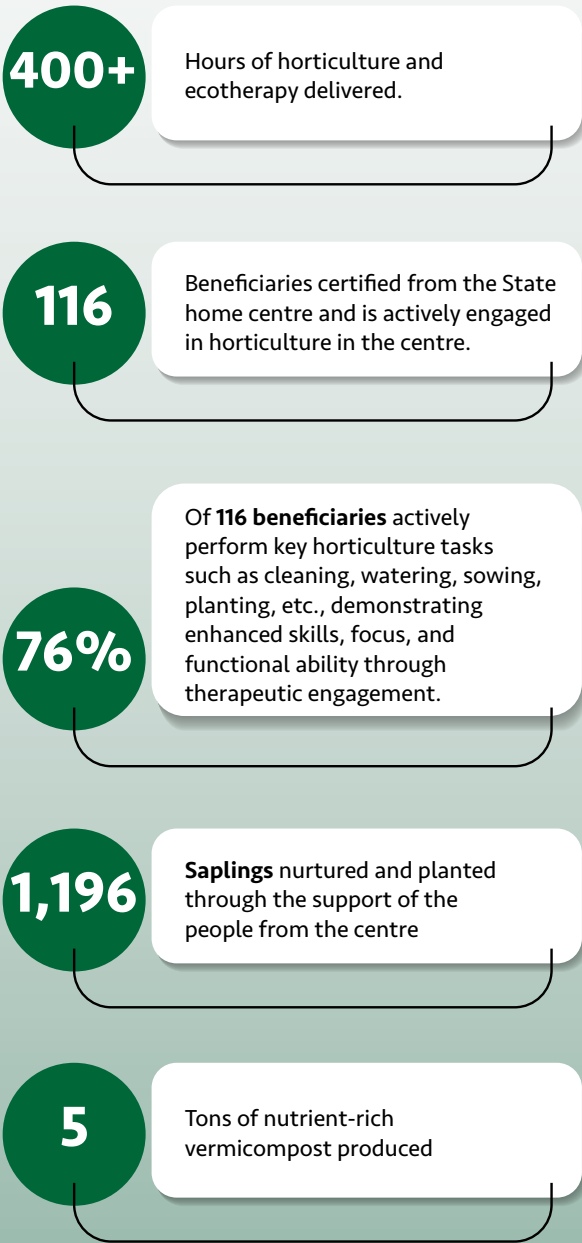 400+
Hours of horticulture and
ecotherapy delivered.
116
Beneficiaries certified from the State
home centre and is actively engaged
in horticulture in the centre.
76%
Of 116 beneficiaries actively
perform key horticulture tasks
such as cleaning, watering, sowing,
planting, etc., demonstrating
enhanced skills, focus, and
functional ability through
therapeutic engagement.
1,196
Saplings nurtured and planted
through the support of the
people from the centre
5
Tons of nutrient-rich
vermicompost produced